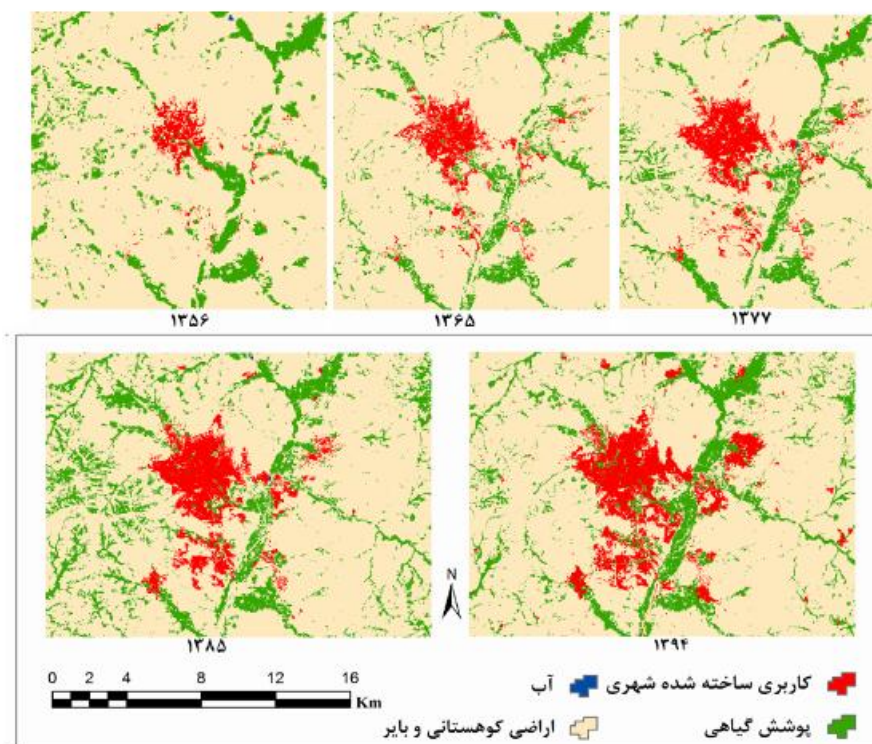 ۱۳۵۶ ۱۳۶۵ ۱۳۷۷
۱۳۸۵ ۱۳۹۴
N
0 2 4 8 12 16
Km
کاربری ساخته شده شهری آب
پوشش گیاهی اراضی کوهستانی و بایر